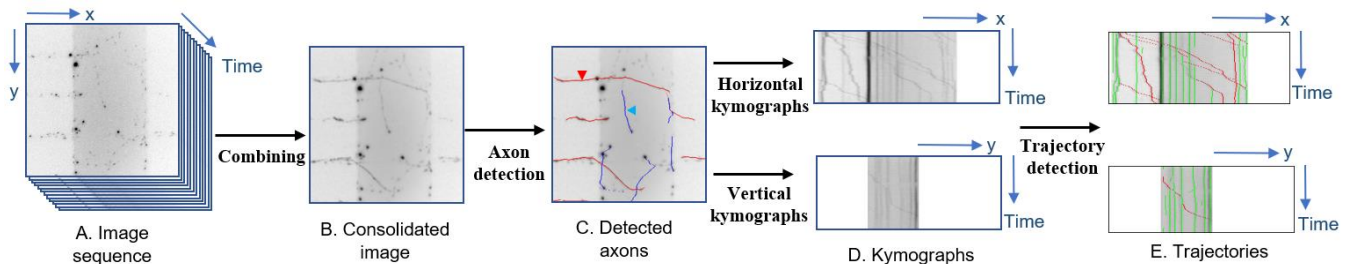 x
Time
y
A. Image
sequence
Combining
B. Consolidated
image
Axon
detection
C. Detected
axons
Horizontal
kymographs
Vertical
kymographs
x
Time
y
Time
D. Kymographs
Trajectory
detection
x
Time
y
Time
E. Trajectories